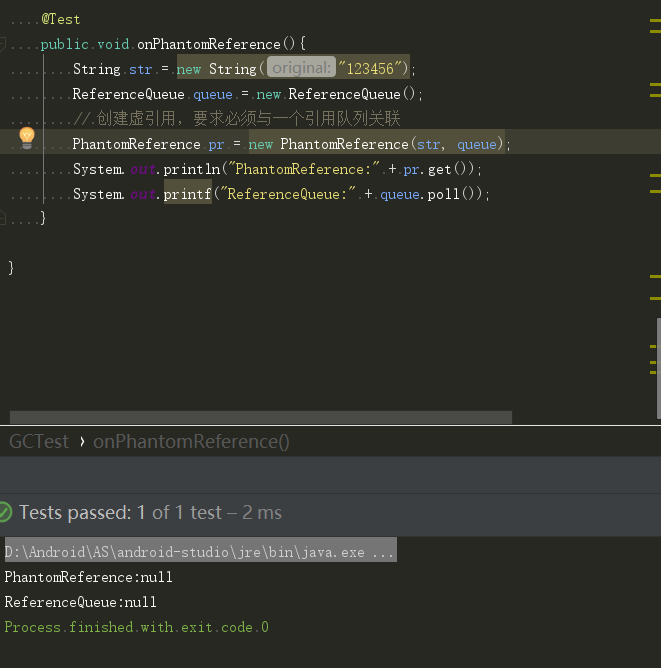 @Test
public void onPhantomReference(){
String str = new String( original: "123456");
ReferenceQueue queue = new ReferenceQueue();
// 创建虚引用，要求必须与一个引用队列关联
PhantomReference pr = new PhantomReference(str, queue);
System.out.println("PhantomReference:" + pr.get());
System.out.printf("ReferenceQueue:" + queue.poll());
}
}
GCTest › onPhantomReference()
Tests passed: 1 of 1 test – 2 ms
D:\Android\AS\android-studio\jre\bin\java.exe ...
PhantomReference:null
ReferenceQueue:null
Process finished with exit code 0